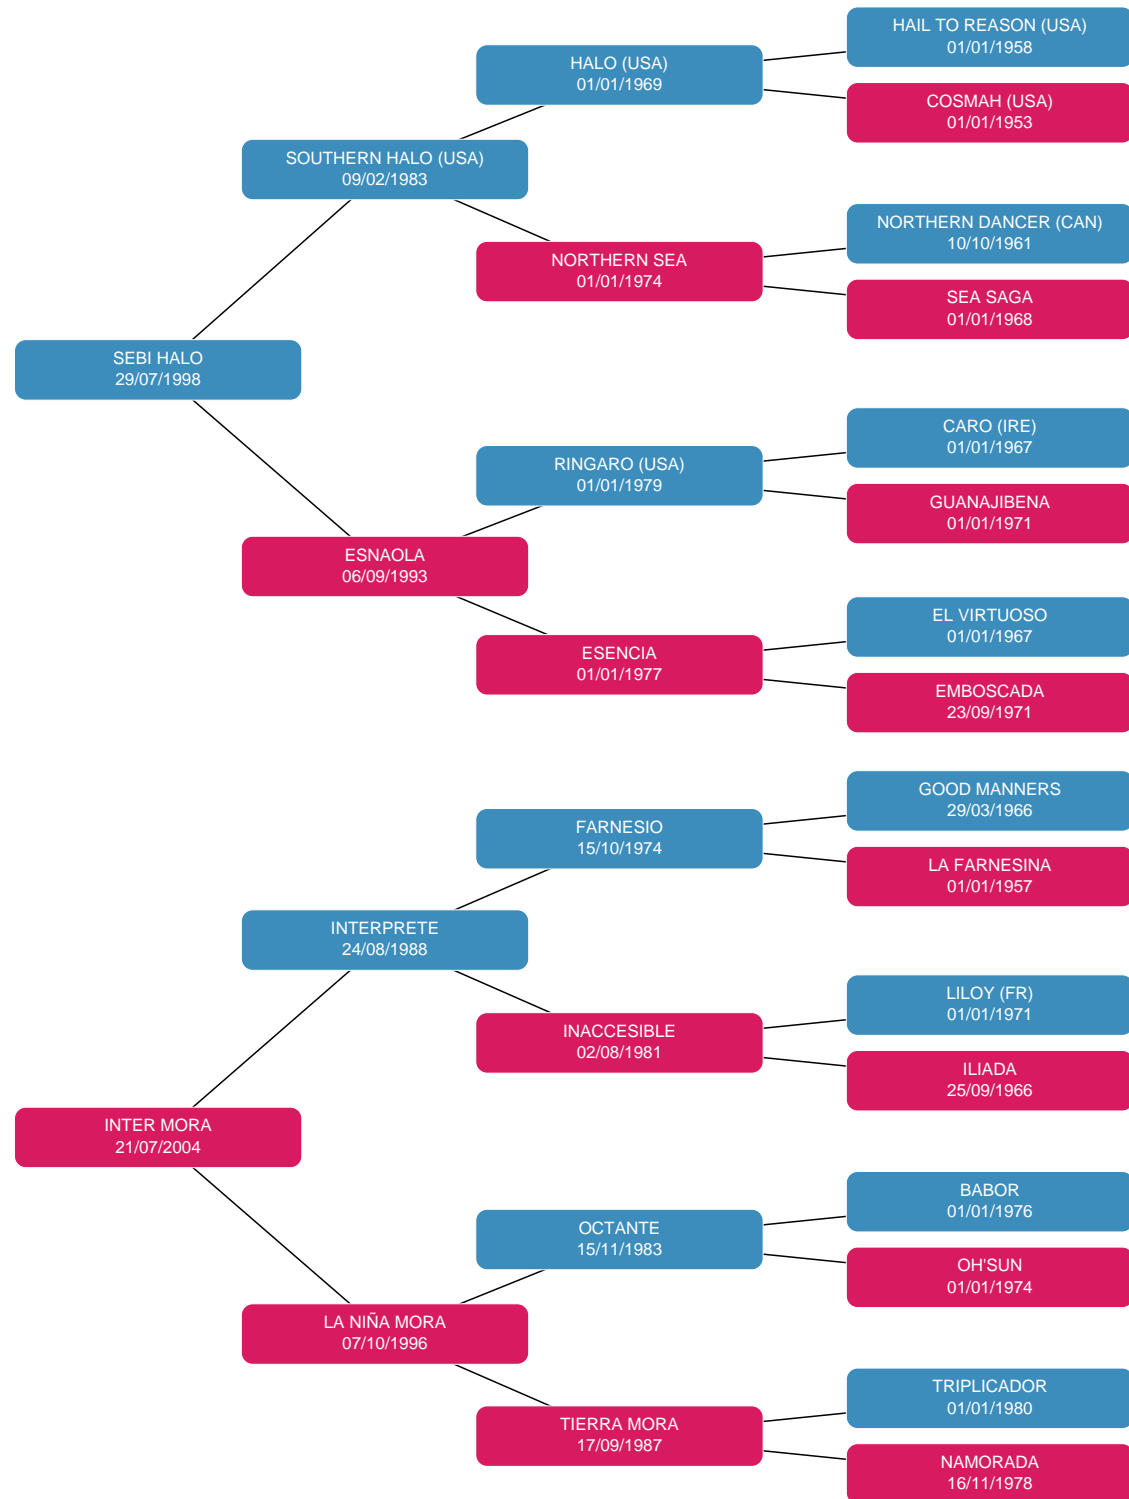 HAIL TO REASON (USA)
01/01/1958
HALO (USA)
01/01/1969
COSMAH (USA)
01/01/1953
SOUTHERN HALO (USA)
09/02/1983
NORTHERN DANCER (CAN)
10/10/1961
NORTHERN SEA
01/01/1974
SEA SAGA
01/01/1968
SEBI HALO
29/07/1998
CARO (IRE)
01/01/1967
RINGARO (USA)
01/01/1979
GUANAJIBENA
01/01/1971
ESNAOLA
06/09/1993
EL VIRTUOSO
01/01/1967
ESENCIA
01/01/1977
EMBOSCADA
23/09/1971
GOOD MANNERS
29/03/1966
FARNESIO
15/10/1974
LA FARNESINA
01/01/1957
INTERPRETE
24/08/1988
LILOY (FR)
01/01/1971
INACCESIBLE
02/08/1981
ILIADA
25/09/1966
INTER MORA
21/07/2004
BABOR
01/01/1976
OCTANTE
15/11/1983
OH'SUN
01/01/1974
LA NIÑA MORA
07/10/1996
TRIPLICADOR
01/01/1980
TIERRA MORA
17/09/1987
NAMORADA
16/11/1978